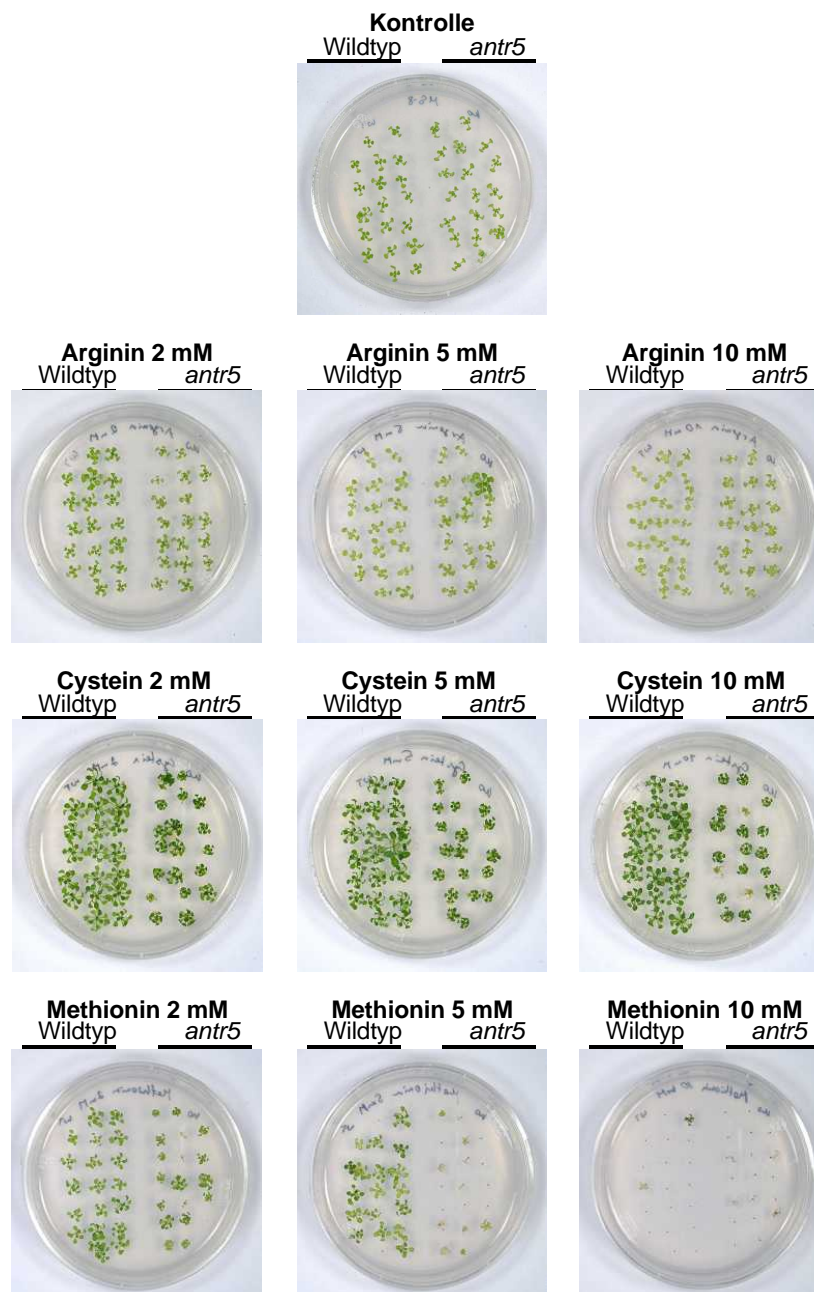 Kontrolle
Wildtyp antr5
Arginin 2 mM Arginin 5 mM Arginin 10 mM
Wildtyp antr5 Wildtyp antr5 Wildtyp antr5
Cystein 2 mM Cystein 5 mM Cystein 10 mM
Wildtyp antr5 Wildtyp antr5 Wildtyp antr5
Methionin 2 mM Methionin 5 mM Methionin 10 mM
Wildtyp antr5 Wildtyp antr5 Wildtyp antr5